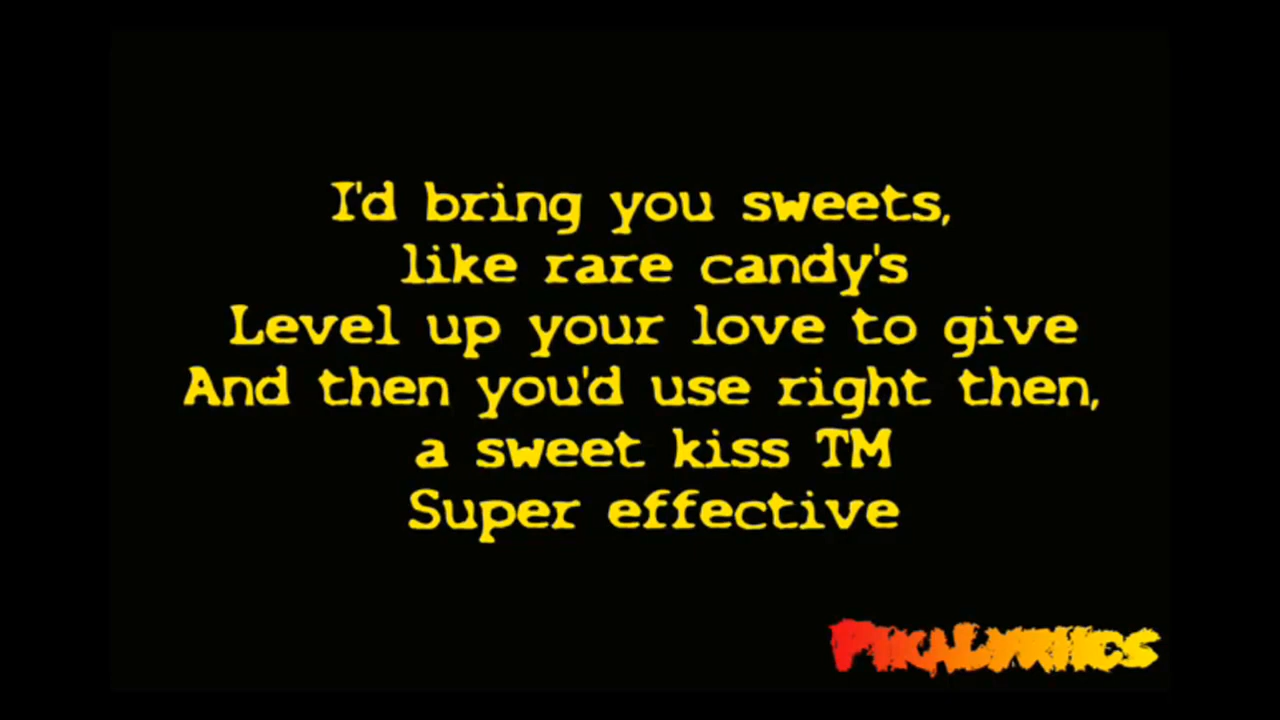 I'd bring you sweets,
like rare candy's
Level up your love to give
And then you'd use right then,
a sweet kiss TM
Super effective
PIKALYRIICS